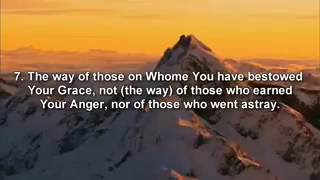 7. The way of those on Whome You have bestowed
Your Grace, not (the way) of those who earned
Your Anger, nor of those who went astray.